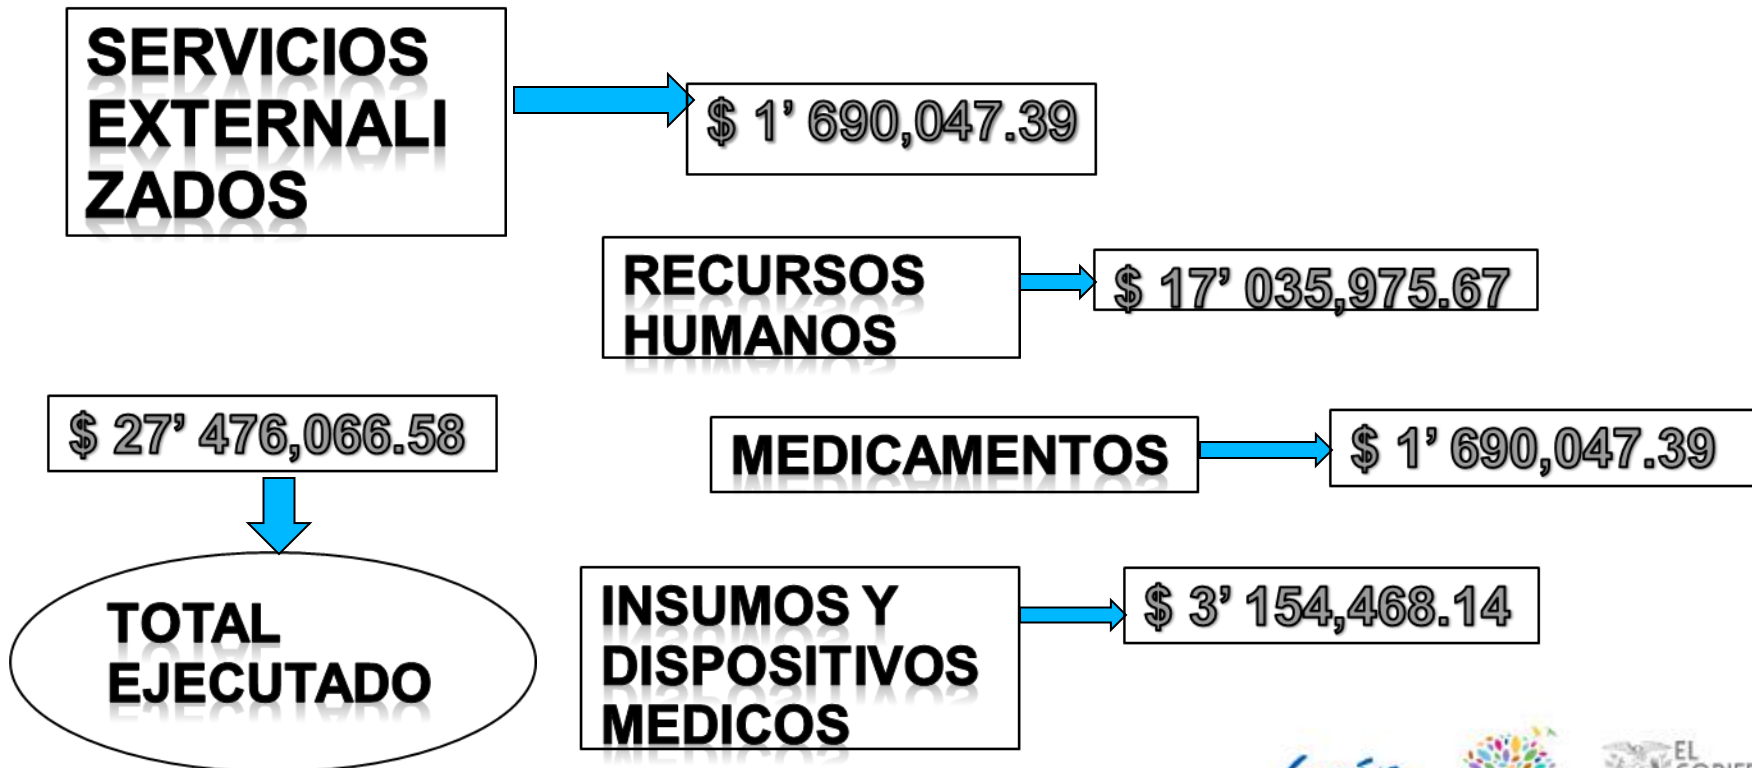 SERVICIOS
EXTERNALI
ZADOS
$ 1’ 690,047.39
RECURSOS
HUMANOS
$ 17’ 035,975.67
$ 27’ 476,066.58
MEDICAMENTOS
$ 1’ 690,047.39
TOTAL
EJECUTADO
INSUMOS Y
DISPOSITIVOS
MEDICOS
$ 3’ 154,468.14
EL